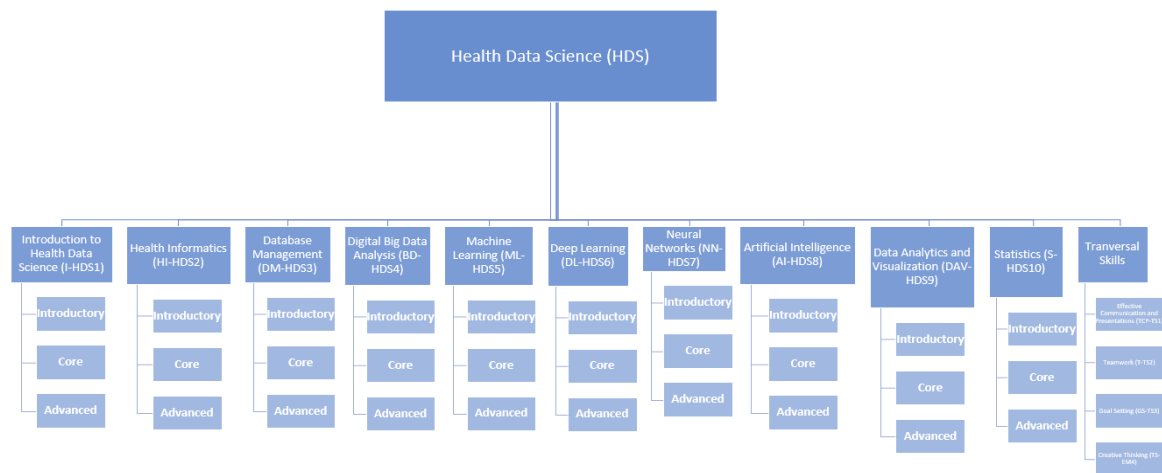 Health Data Science (HDS)
Introduction to
Health Data
Science (I-HDS1)
Introductory
Core
Advanced
Health Informatics
(HI-HDS2)
Introductory
Core
Advanced
Database
Management
(DM-HDS3)
Introductory
Core
Advanced
Digital Big Data
Analysis (BD-
HDS4)
Introductory
Core
Advanced
Machine
Learning (ML-
HDS5)
Introductory
Core
Advanced
Deep Learning
(DL-HDS6)
Introductory
Core
Advanced
Neural
Networks (NN-
HDS7)
Introductory
Core
Advanced
Artificial Intelligence
(AI-HDS8)
Introductory
Core
Advanced
Data Analytics and
Visualization (DAV-
HDS9)
Introductory
Core
Advanced
Statistics (S-
HDS10)
Introductory
Core
Advanced
Tranversal
Skills
Effective
Communication and
Presentations (TCP-TS1)
Teamwork (T-TS2)
Goal Setting (GS-TS3)
Creative Thinking (TS-
EM4)